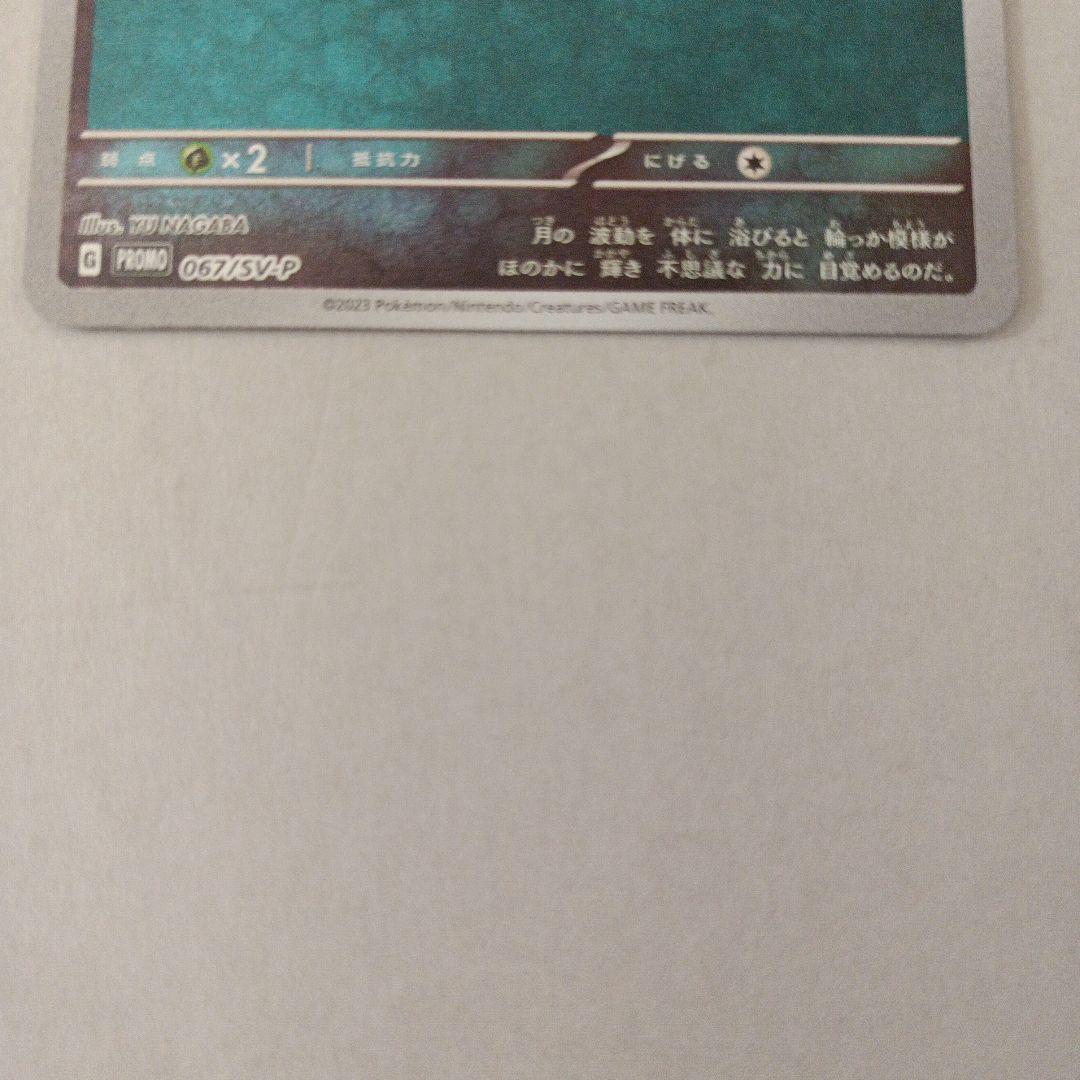 弱点 ×2 抵抗力 にげる
Illus. YU NAGABA
G PROMO 067/SV-P
月の 波動を 体に 浴びると 輪っか模様が
ほのかに 輝き 不思議な 力に 目覚めるのだ。
©2023 Pokémon/Nintendo/Creatures/GAME FREAK.